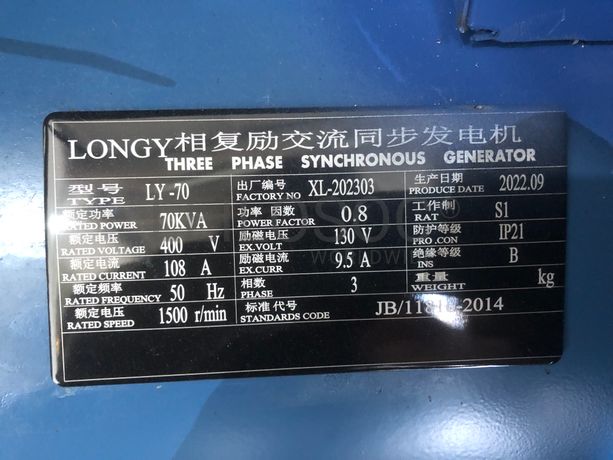 LONGY相复励交流同步发电机
THREE PHASE SYNCHRONOUS GENERATOR
型号 LY-70 出厂编号 XL-202303 生产日期 2022.09
TYPE FACTORY NO PRODUCE DATE
额定功率 70KVA 功率 因数 0.8 工作制 S1
RATED POWER POWER FACTOR RAT
额定电压 400 V 励磁电压 130 V 防护等级 IP21
RATED VOLTAGE EX.VOLT PRO .CON
额定电流 108 A 励磁电流 9.5 A 绝缘等级 B
RATED CURRENT EX.CURR INS
额定频率 50 Hz 相数 3 重量 kg
RATED FREQUENCY PHASE WEIGHT
额定电压 1500 r/min 标准代号
RATED SPEED STANDARDS CODE